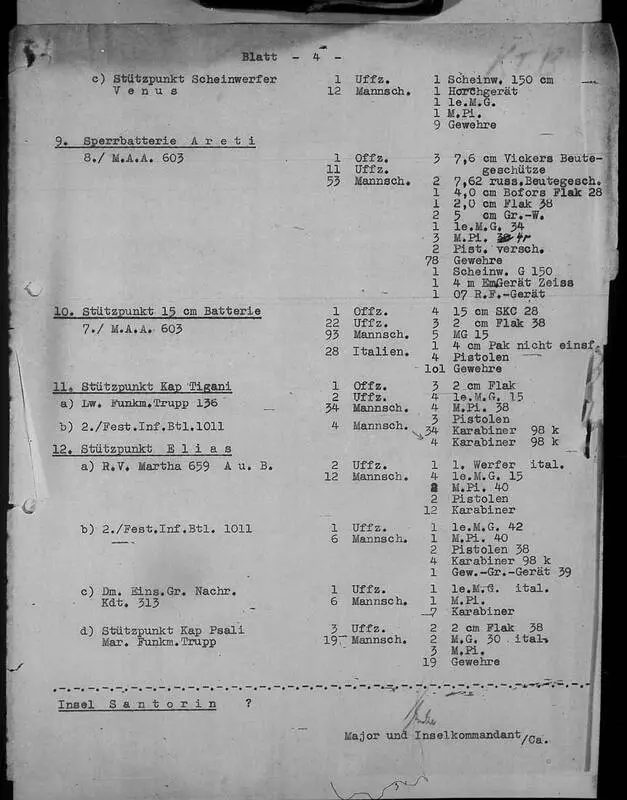 Blatt - 4 -
c) Stützpunkt Scheinwerfer 1 Uffz. 1 Scheinw. 150 cm
V e n u s 12 Mannsch. 1 Horchgerät
1 le.M.G.
1 M.Pi.
9 Gewehre
9. Sperrbatterie A r e t i
8./ M.A.A. 603 1 Offz. 3 7,6 cm Vickers Beute-
11 Uffz. geschütze
53 Mannsch. 2 7,62 russ.Beutegesch.
1 4,0 cm Bofors Flak 28
1 2,0 cm Flak 38
2 5 cm Gr.-W.
1 le.M.G. 34
3 M.Pi.
2 Pist. versch.
78 Gewehre
1 Scheinw. G 150
1 4 m EmGerät Zeiss
1 07 R.F.-Gerät
10. Stützpunkt 15 cm Batterie 1 Offz. 4 15 cm SKC 28
7./ M.A.A. 603 22 Uffz. 3 2 cm Flak 38
93 Mannsch. 5 MG 15
28 Italien. 1 4 cm Pak nicht einsf.
4 Pistolen
1o1 Gewehre
11. Stützpunkt Kap Tigani 1 Offz. 3 2 cm Flak
a) Lw. Funkm.Trupp 136 2 Uffz. 4 le.M.G. 15
34 Mannsch. 4 M.Pi. 38
3 Pistolen
b) 2./Fest.Inf.Btl.1011 4 Mannsch. 34 Karabiner 98 k
4 Karabiner 98 k
12. Stützpunkt E l i a s
a) R.V. Martha 659 A u. B. 2 Uffz. 1 l. Werfer ital.
12 Mannsch. 4 le.M.G. 15
M.Pi. 40
2 Pistolen
12 Karabiner
b) 2./Fest.Inf.Btl. 1011 1 Uffz. 1 le.M.G. 42
6 Mannsch. 1 M.Pi. 40
2 Pistolen 38
4 Karabiner 98 k
1 Gew.-Gr.-Gerät 39
c) Dm. Eins.Gr. Nachr. 1 Uffz. 1 le.M.G. ital.
Kdt. 313 6 Mannsch. 1 M.Pi.
7 Karabiner
d) Stützpunkt Kap Psali 3 Uffz. 2 2 cm Flak 38
Mar. Funkm.Trupp 19 Mannsch. 2 M.G. 30 ital.
3 M.Pi.
19 Gewehre
Insel S a n t o r i n ?
Major und Inselkommandant/Ca.